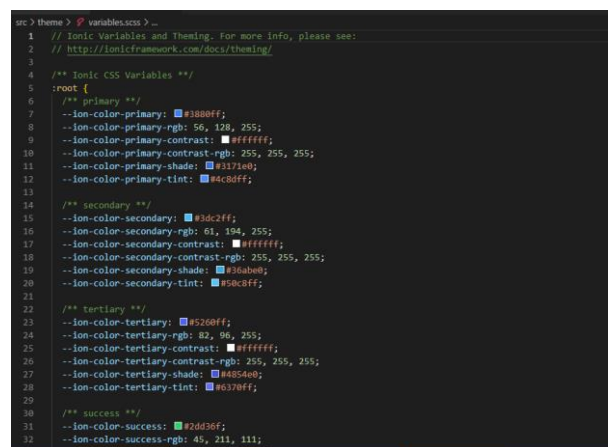 src > theme > variables.scss > ...
1 // Ionic Variables and Theming. For more info, please see:
2 // http://ionicframework.com/docs/theming/
3
4 /** Ionic CSS Variables **/
5 :root {
6 /** primary **/
7 --ion-color-primary: #3880ff;
8 --ion-color-primary-rgb: 56, 128, 255;
9 --ion-color-primary-contrast: #ffffff;
10 --ion-color-primary-contrast-rgb: 255, 255, 255;
11 --ion-color-primary-shade: #3171e0;
12 --ion-color-primary-tint: #4c8dff;
13
14 /** secondary **/
15 --ion-color-secondary: #3dc2ff;
16 --ion-color-secondary-rgb: 61, 194, 255;
17 --ion-color-secondary-contrast: #ffffff;
18 --ion-color-secondary-contrast-rgb: 255, 255, 255;
19 --ion-color-secondary-shade: #36abe0;
20 --ion-color-secondary-tint: #50c8ff;
21
22 /** tertiary **/
23 --ion-color-tertiary: #5260ff;
24 --ion-color-tertiary-rgb: 82, 96, 255;
25 --ion-color-tertiary-contrast: #ffffff;
26 --ion-color-tertiary-contrast-rgb: 255, 255, 255;
27 --ion-color-tertiary-shade: #4854e0;
28 --ion-color-tertiary-tint: #6370ff;
29
30 /** success **/
31 --ion-color-success: #2dd36f;
32 --ion-color-success-rgb: 45, 211, 111;